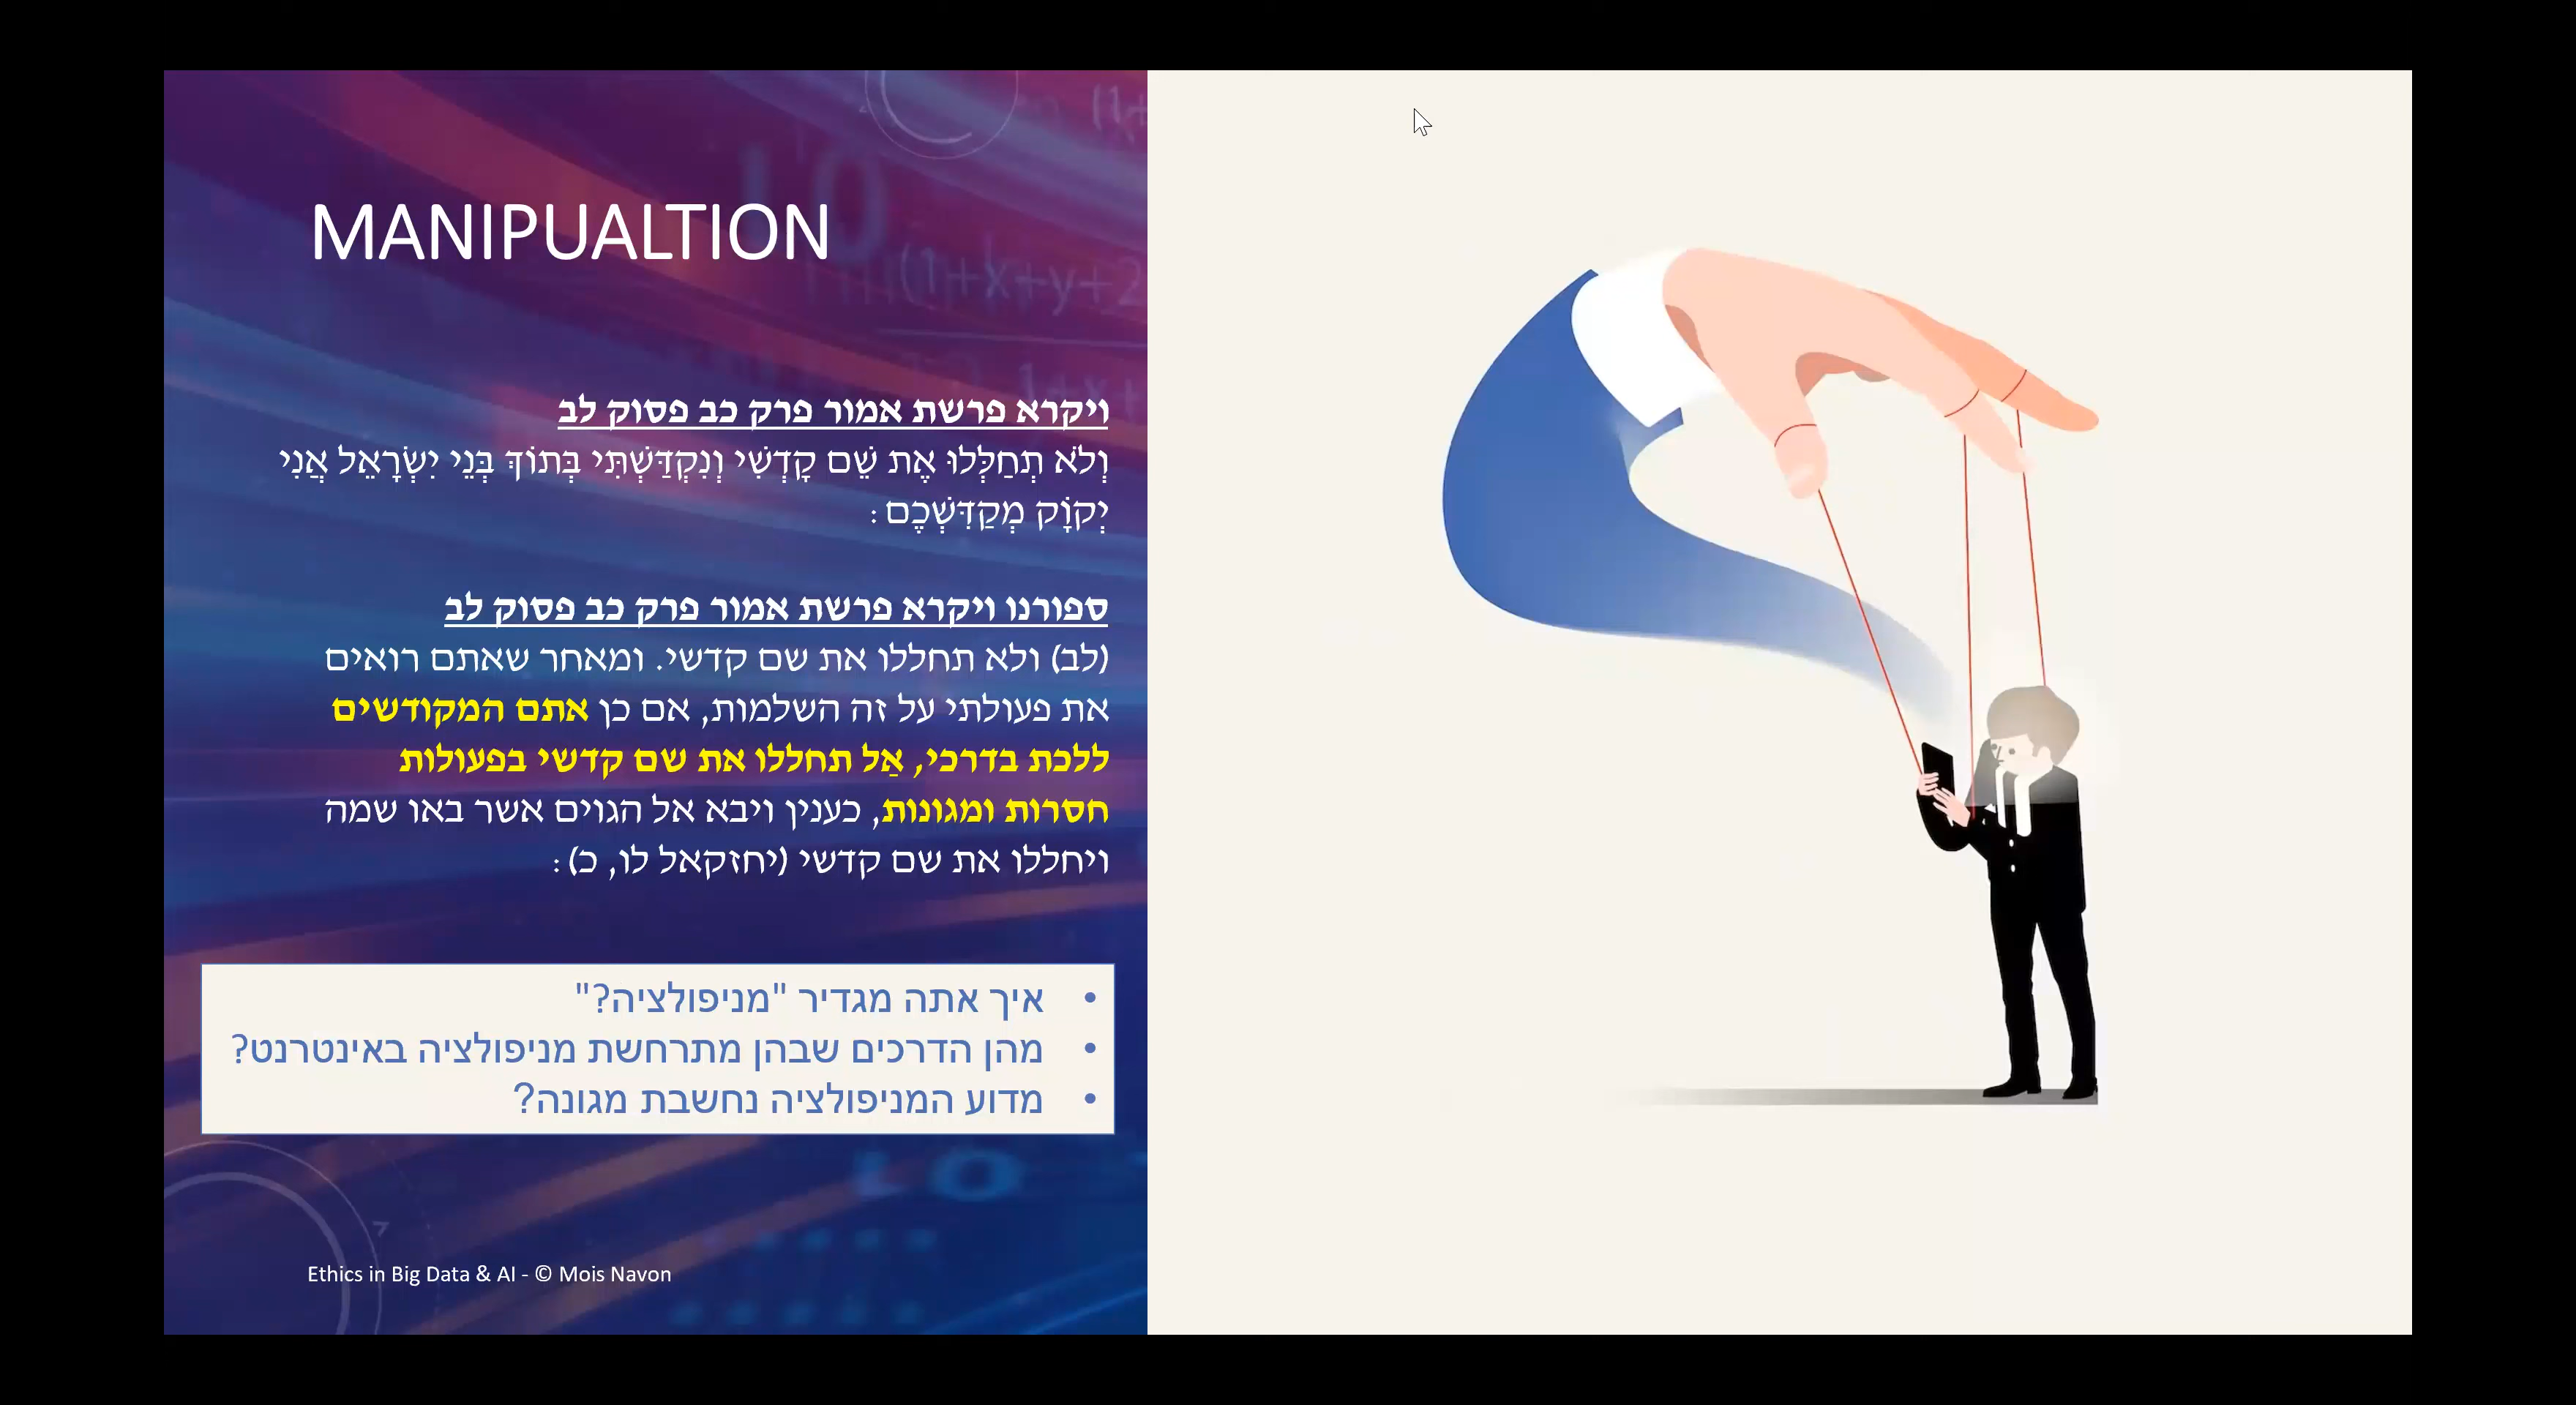 MANIPUALTION
ויקרא פרשת אמור פרק כב פסוק לב
וְלֹא תְחַלְּלוּ אֶת שֵׁם קָדְשִׁי וְנִקְדַּשְׁתִּי בְּתוֹךְ בְּנֵי יִשְׂרָאֵל אֲנִי
יְקֹוָק מְקַדִּשְׁכֶם:
ספורנו ויקרא פרשת אמור פרק כב פסוק לב
(לב) ולא תחללו את שם קדשי. ומאחר שאתם רואים
את פעולתי על זה השלמות, אם כן אתם המקודשים
ללכת בדרכי, אַל תחללו את שם קדשי בפעולות
חסרות ומגונות, כענין ויבא אל הגוים אשר באו שמה
ויחללו את שם קדשי (יחזקאל לו, כ):
• איך אתה מגדיר "מניפולציה?"
• מהן הדרכים שבהן מתרחשת מניפולציה באינטרנט?
• מדוע המניפולציה נחשבת מגונה?
Ethics in Big Data & AI - © Mois Navon